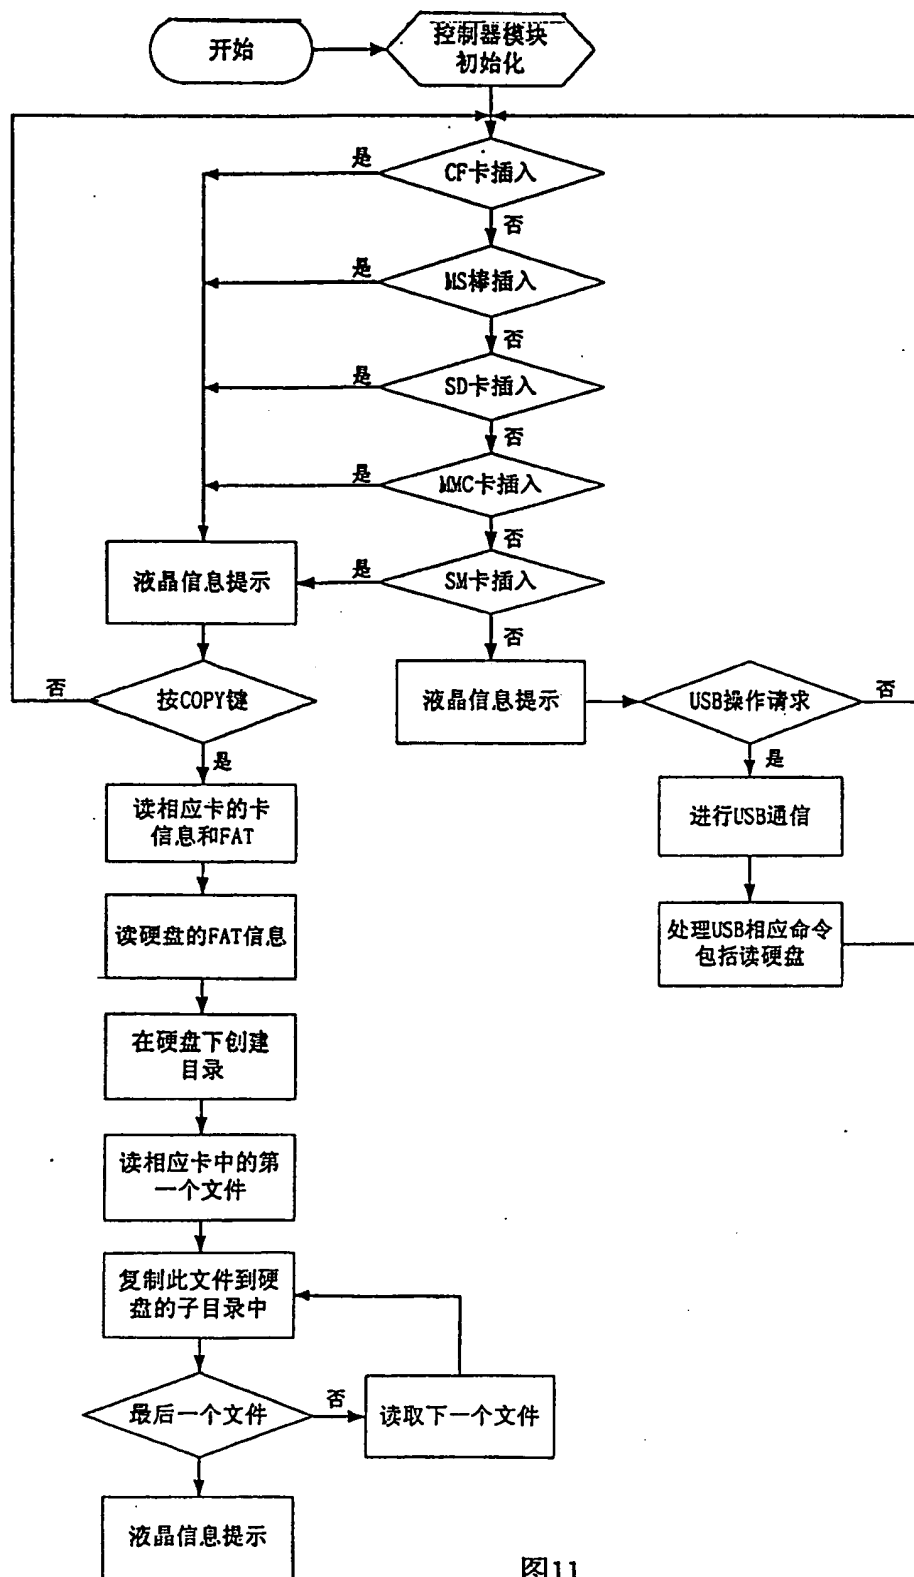 开始
控制器模块
初始化
CF卡插入
是
否
MS棒插入
是
否
SD卡插入
是
否
MMC卡插入
是
否
SM卡插入
是
否
液晶信息提示
按COPY键
否
是
液晶信息提示
USB操作请求
否
是
进行USB通信
处理USB相应命令
包括读硬盘
读相应卡的卡
信息和FAT
读硬盘的FAT信息
在硬盘下创建
目录
读相应卡中的第
一个文件
复制此文件到硬
盘的子目录中
最后一个文件
否
读取下一个文件
液晶信息提示
图11